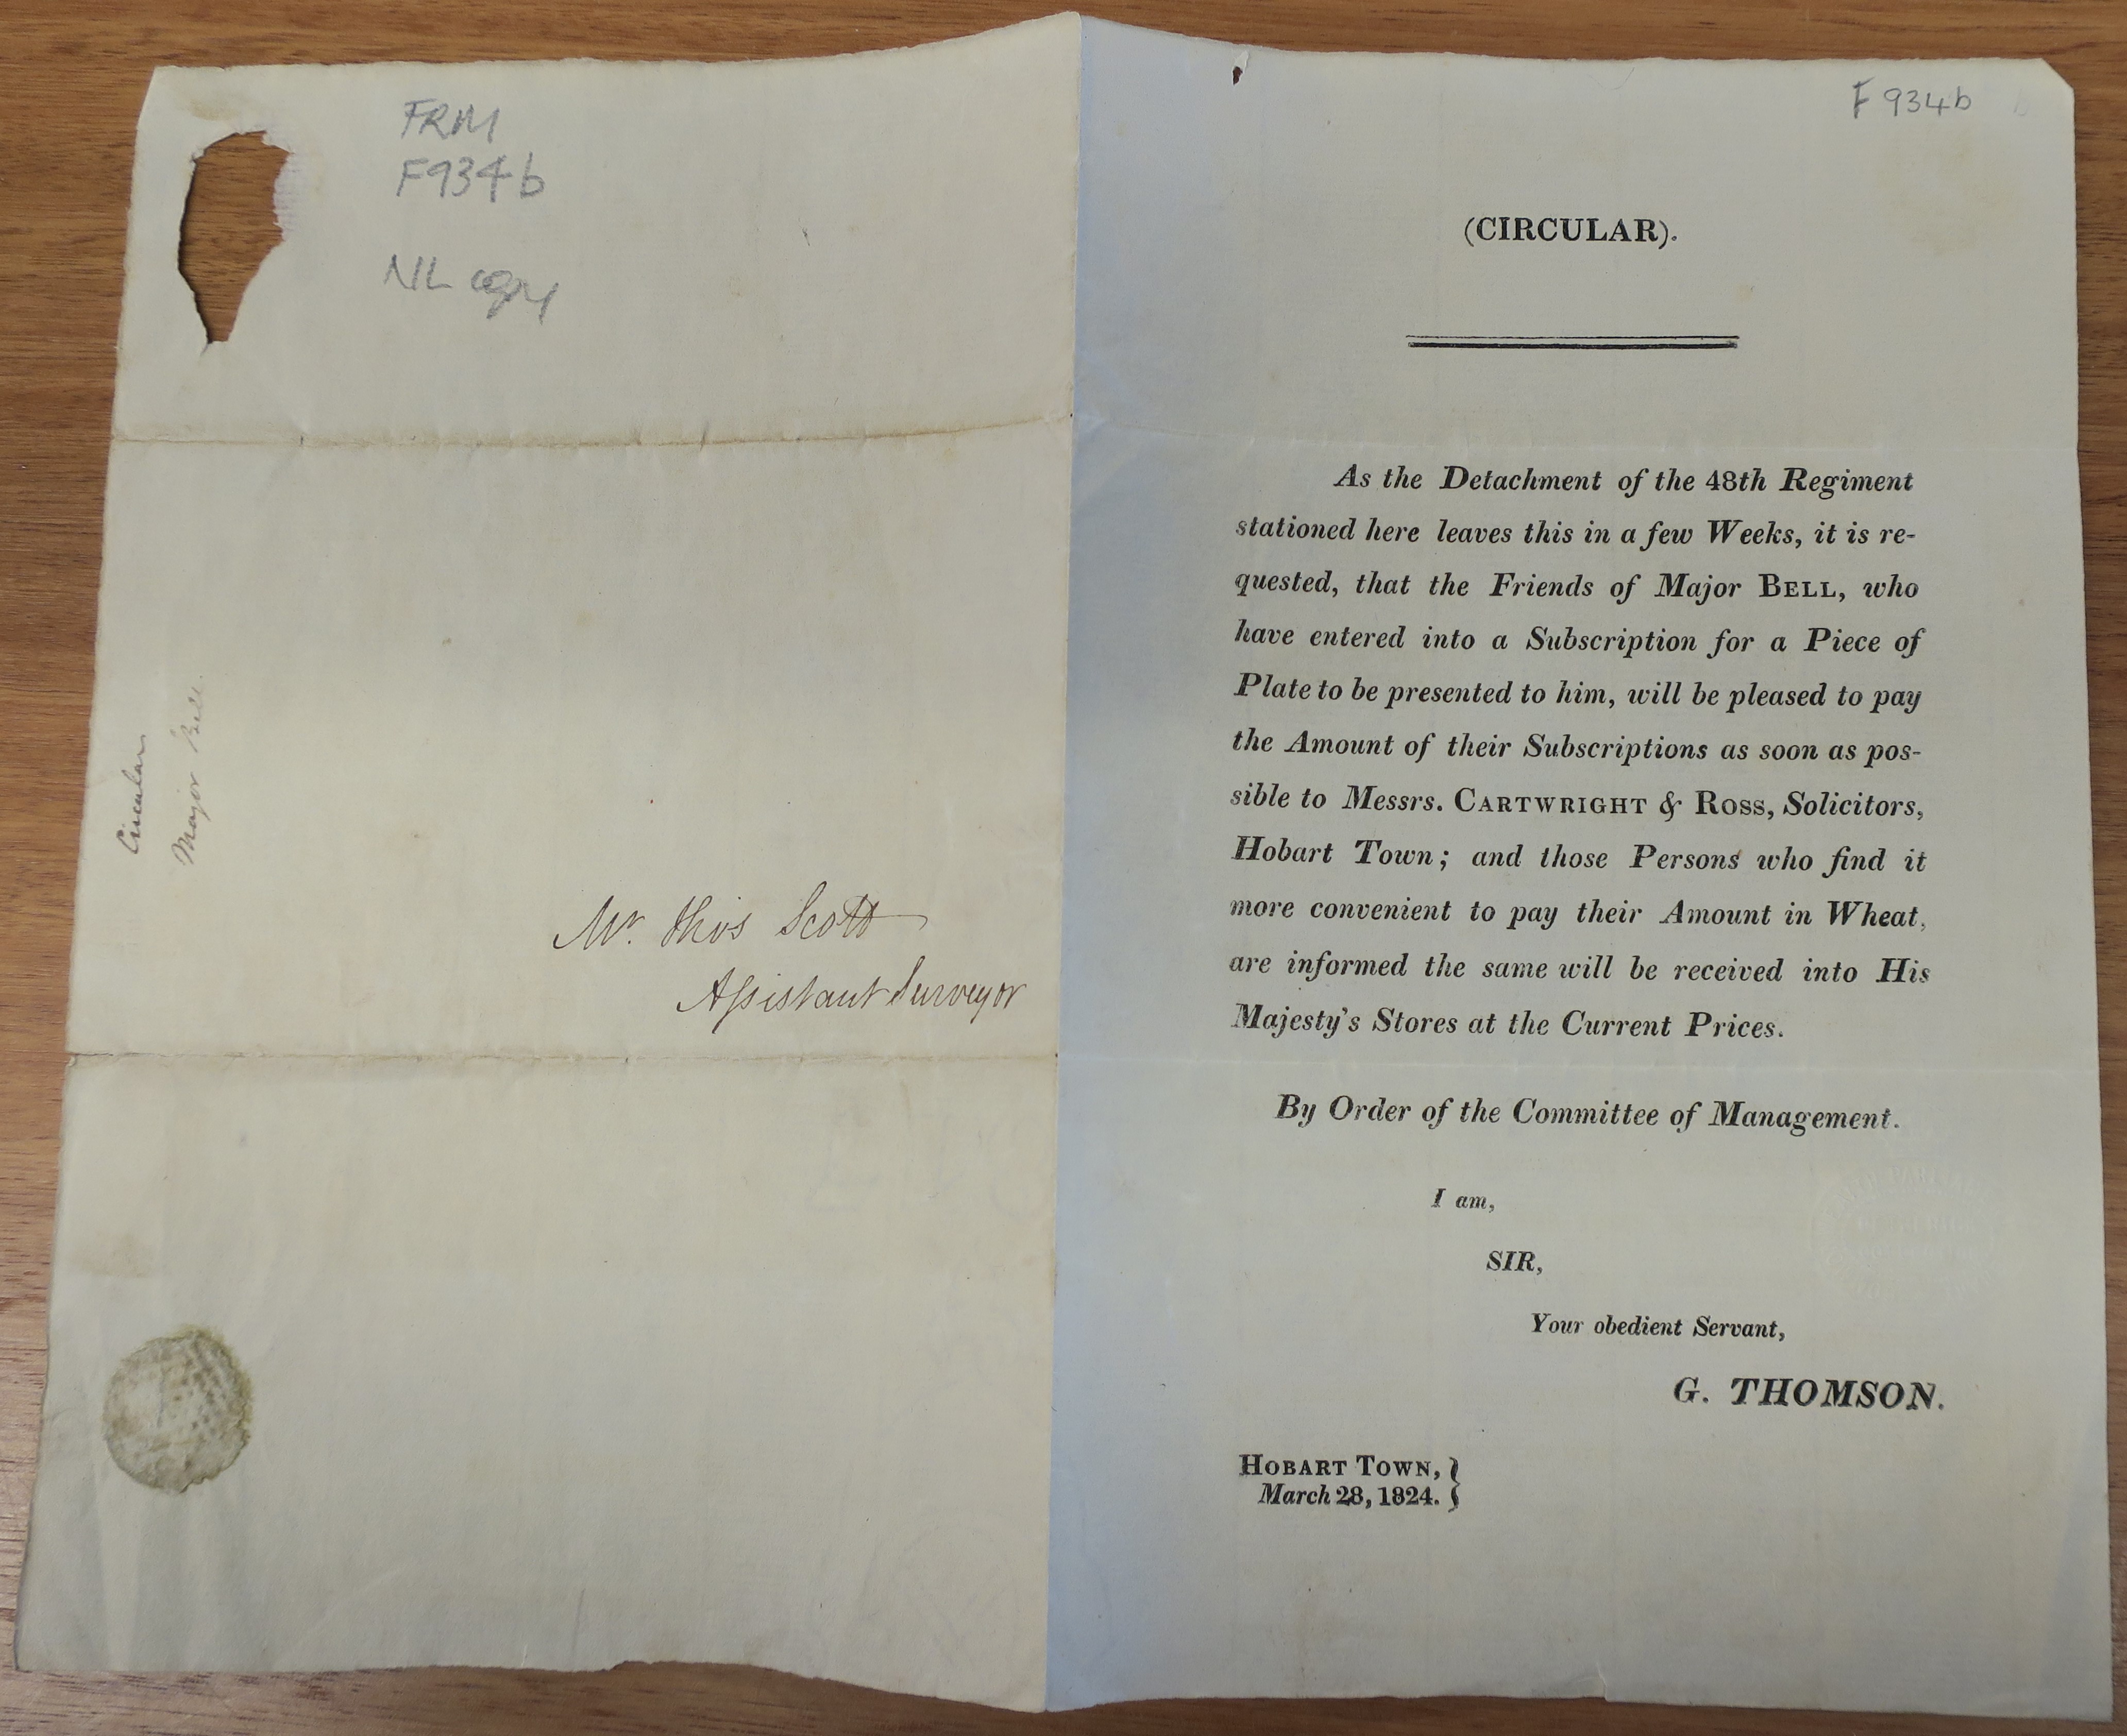 FRM
F934b
NL copy
Circular
Major Bell.
Mr. Thos Scott
Assistant Surveyor
F 934b
(CIRCULAR).
As the Detachment of the 48th Regiment
stationed here leaves this in a few Weeks, it is re-
quested, that the Friends of Major BELL, who
have entered into a Subscription for a Piece of
Plate to be presented to him, will be pleased to pay
the Amount of their Subscriptions as soon as pos-
sible to Messrs. CARTWRIGHT & ROSS, Solicitors,
Hobart Town; and those Persons who find it
more convenient to pay their Amount in Wheat,
are informed the same will be received into His
Majesty's Stores at the Current Prices.
By Order of the Committee of Management.
I am,
SIR,
Your obedient Servant,
G. THOMSON.
HOBART TOWN, }
March 28, 1824. }